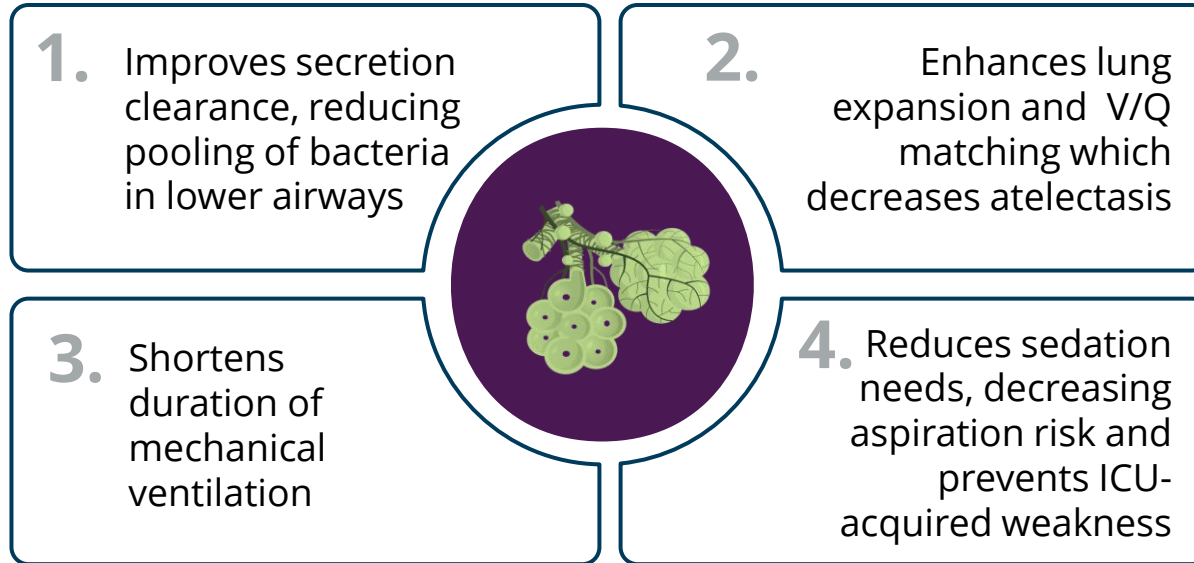 1.
Improves secretion
clearance, reducing
pooling of bacteria
in lower airways
2.
Enhances lung
expansion and  V/Q
matching which
decreases atelectasis
3.
Shortens
duration of
mechanical
ventilation
4.
Reduces sedation
needs, decreasing
aspiration risk and
prevents ICU-
acquired weakness